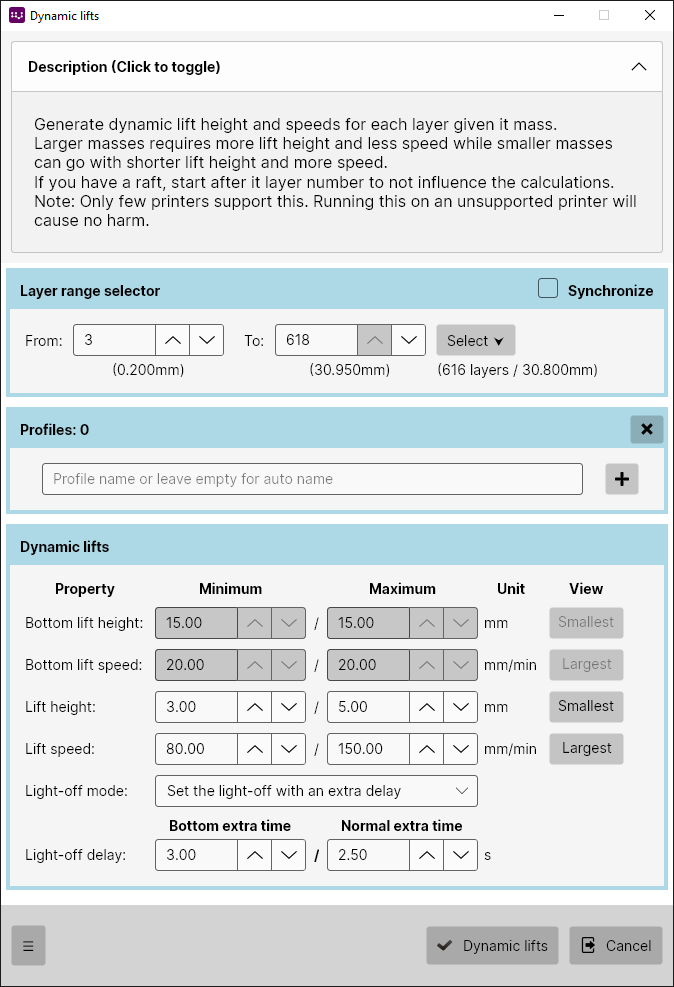 Dynamic lifts
Description (Click to toggle)
Generate dynamic lift height and speeds for each layer given it mass.
Larger masses requires more lift height and less speed while smaller masses
can go with shorter lift height and more speed.
If you have a raft, start after it layer number to not influence the calculations.
Note: Only few printers support this. Running this on an unsupported printer will
cause no harm.
Layer range selector Synchronize
From: 3 To: 618 Select
(0.200mm) (30.950mm) (616 layers / 30.800mm)
Profiles: 0
Profile name or leave empty for auto name
Dynamic lifts
Property Minimum Maximum Unit View
Bottom lift height: 15.00 / 15.00 mm Smallest
Bottom lift speed: 20.00 / 20.00 mm/min Largest
Lift height: 3.00 / 5.00 mm Smallest
Lift speed: 80.00 / 150.00 mm/min Largest
Light-off mode: Set the light-off with an extra delay
Bottom extra time Normal extra time
Light-off delay: 3.00 / 2.50 s
Dynamic lifts Cancel